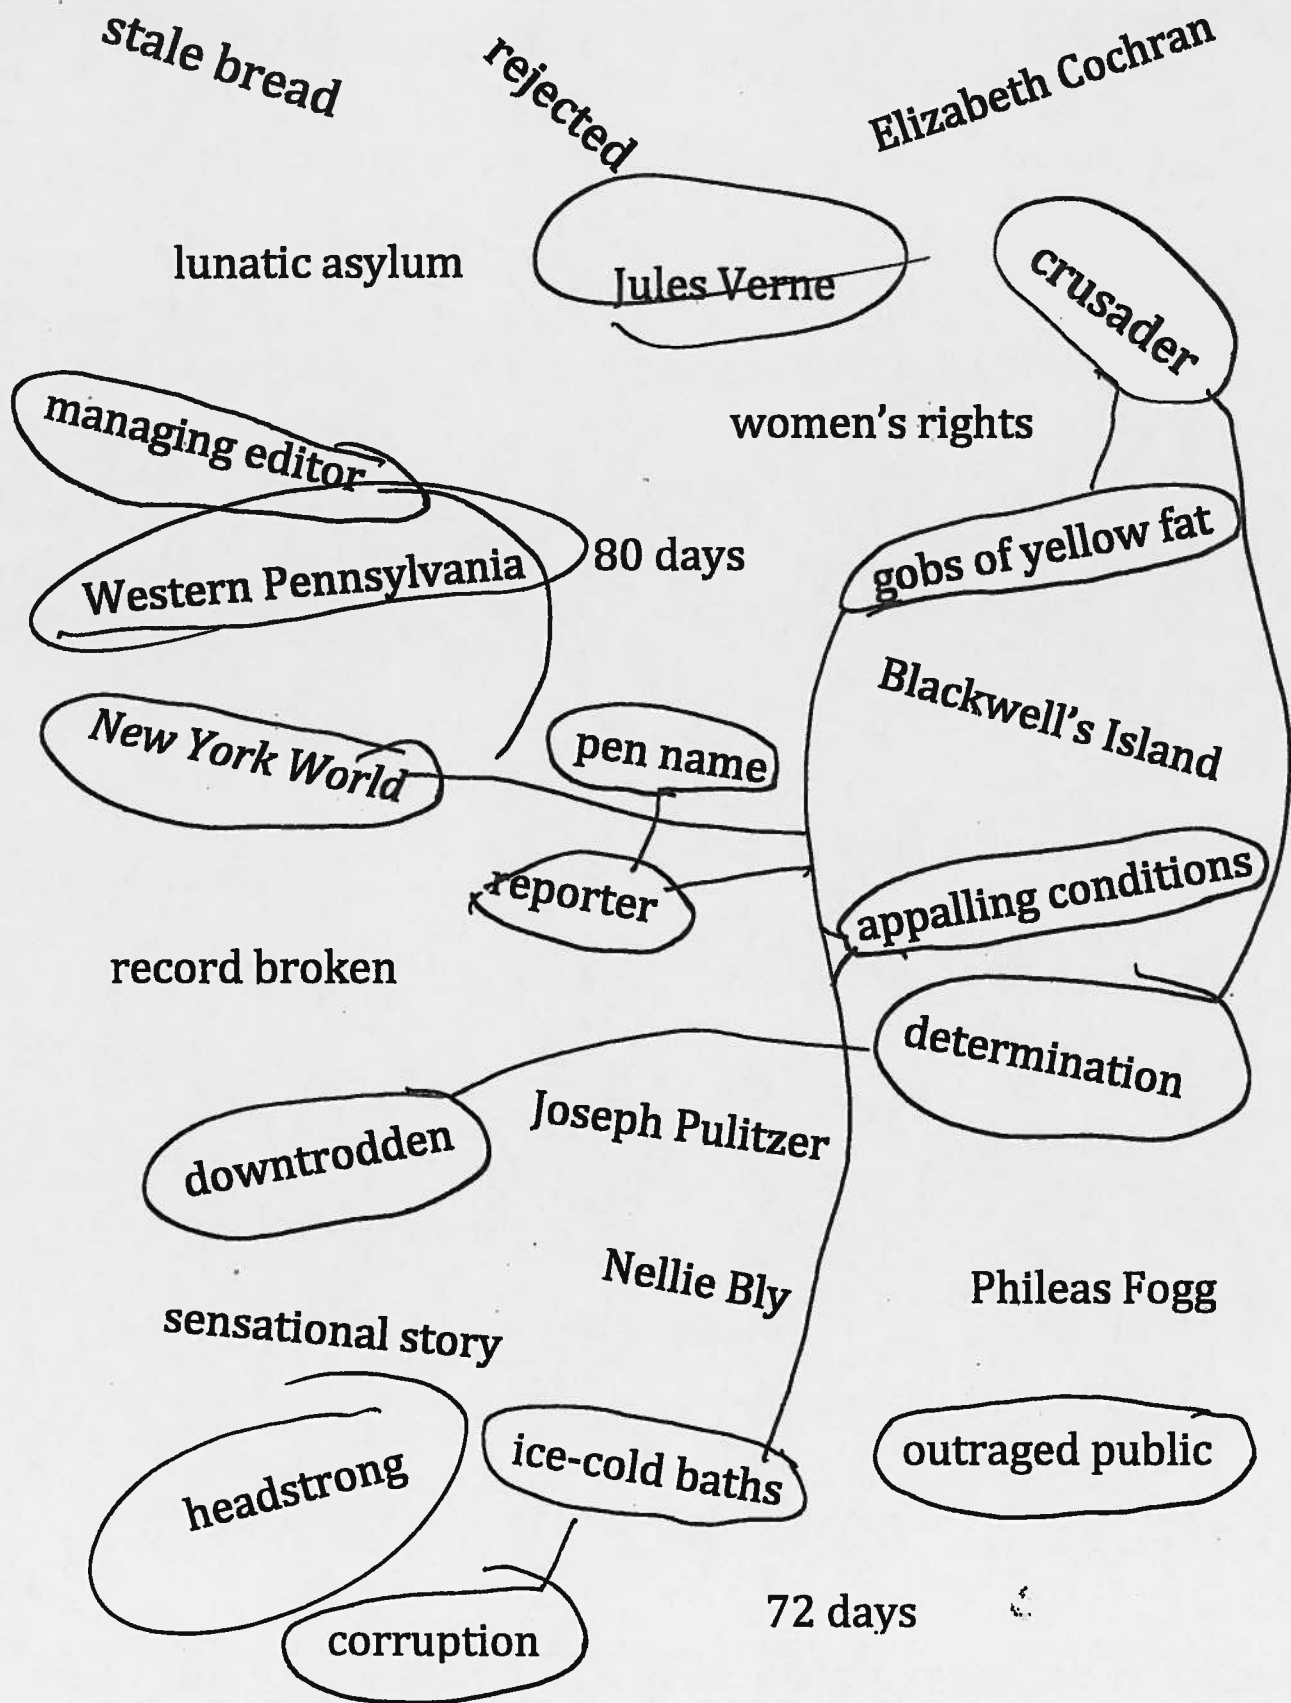 stale bread
rejected
Elizabeth Cochran
lunatic asylum
Jules Verne
crusader
managing editor
women's rights
Western Pennsylvania
80 days
gobs of yellow fat
Blackwell's Island
New York World
pen name
reporter
appalling conditions
record broken
determination
downtrodden
Joseph Pulitzer
Nellie Bly
Phileas Fogg
sensational story
headstrong
ice-cold baths
outraged public
72 days
corruption